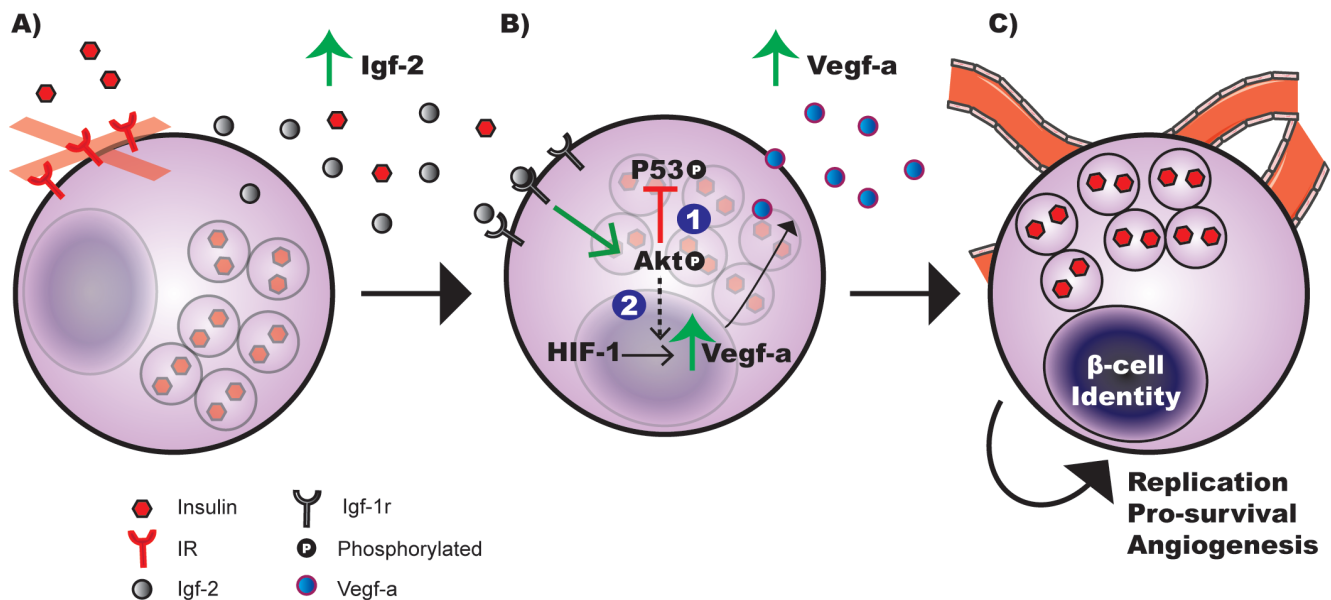 A)
Igf-2
B)
Vegf-a
C)
P53 P
1
Akt P
2
HIF-1
Vegf-a
β-cell
Identity
Replication
Pro-survival
Angiogenesis
Insulin
Igf-1r
IR
P Phosphorylated
Igf-2
Vegf-a